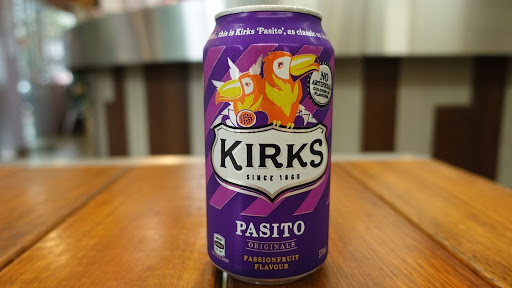 this is Kirks 'Pasito', as classic as
NO
ARTIFICIAL
COLOURS OR
FLAVOURS
KIRKS
SINCE 1865
PASITO
ORIGINALS
PASSIONFRUIT
FLAVOUR